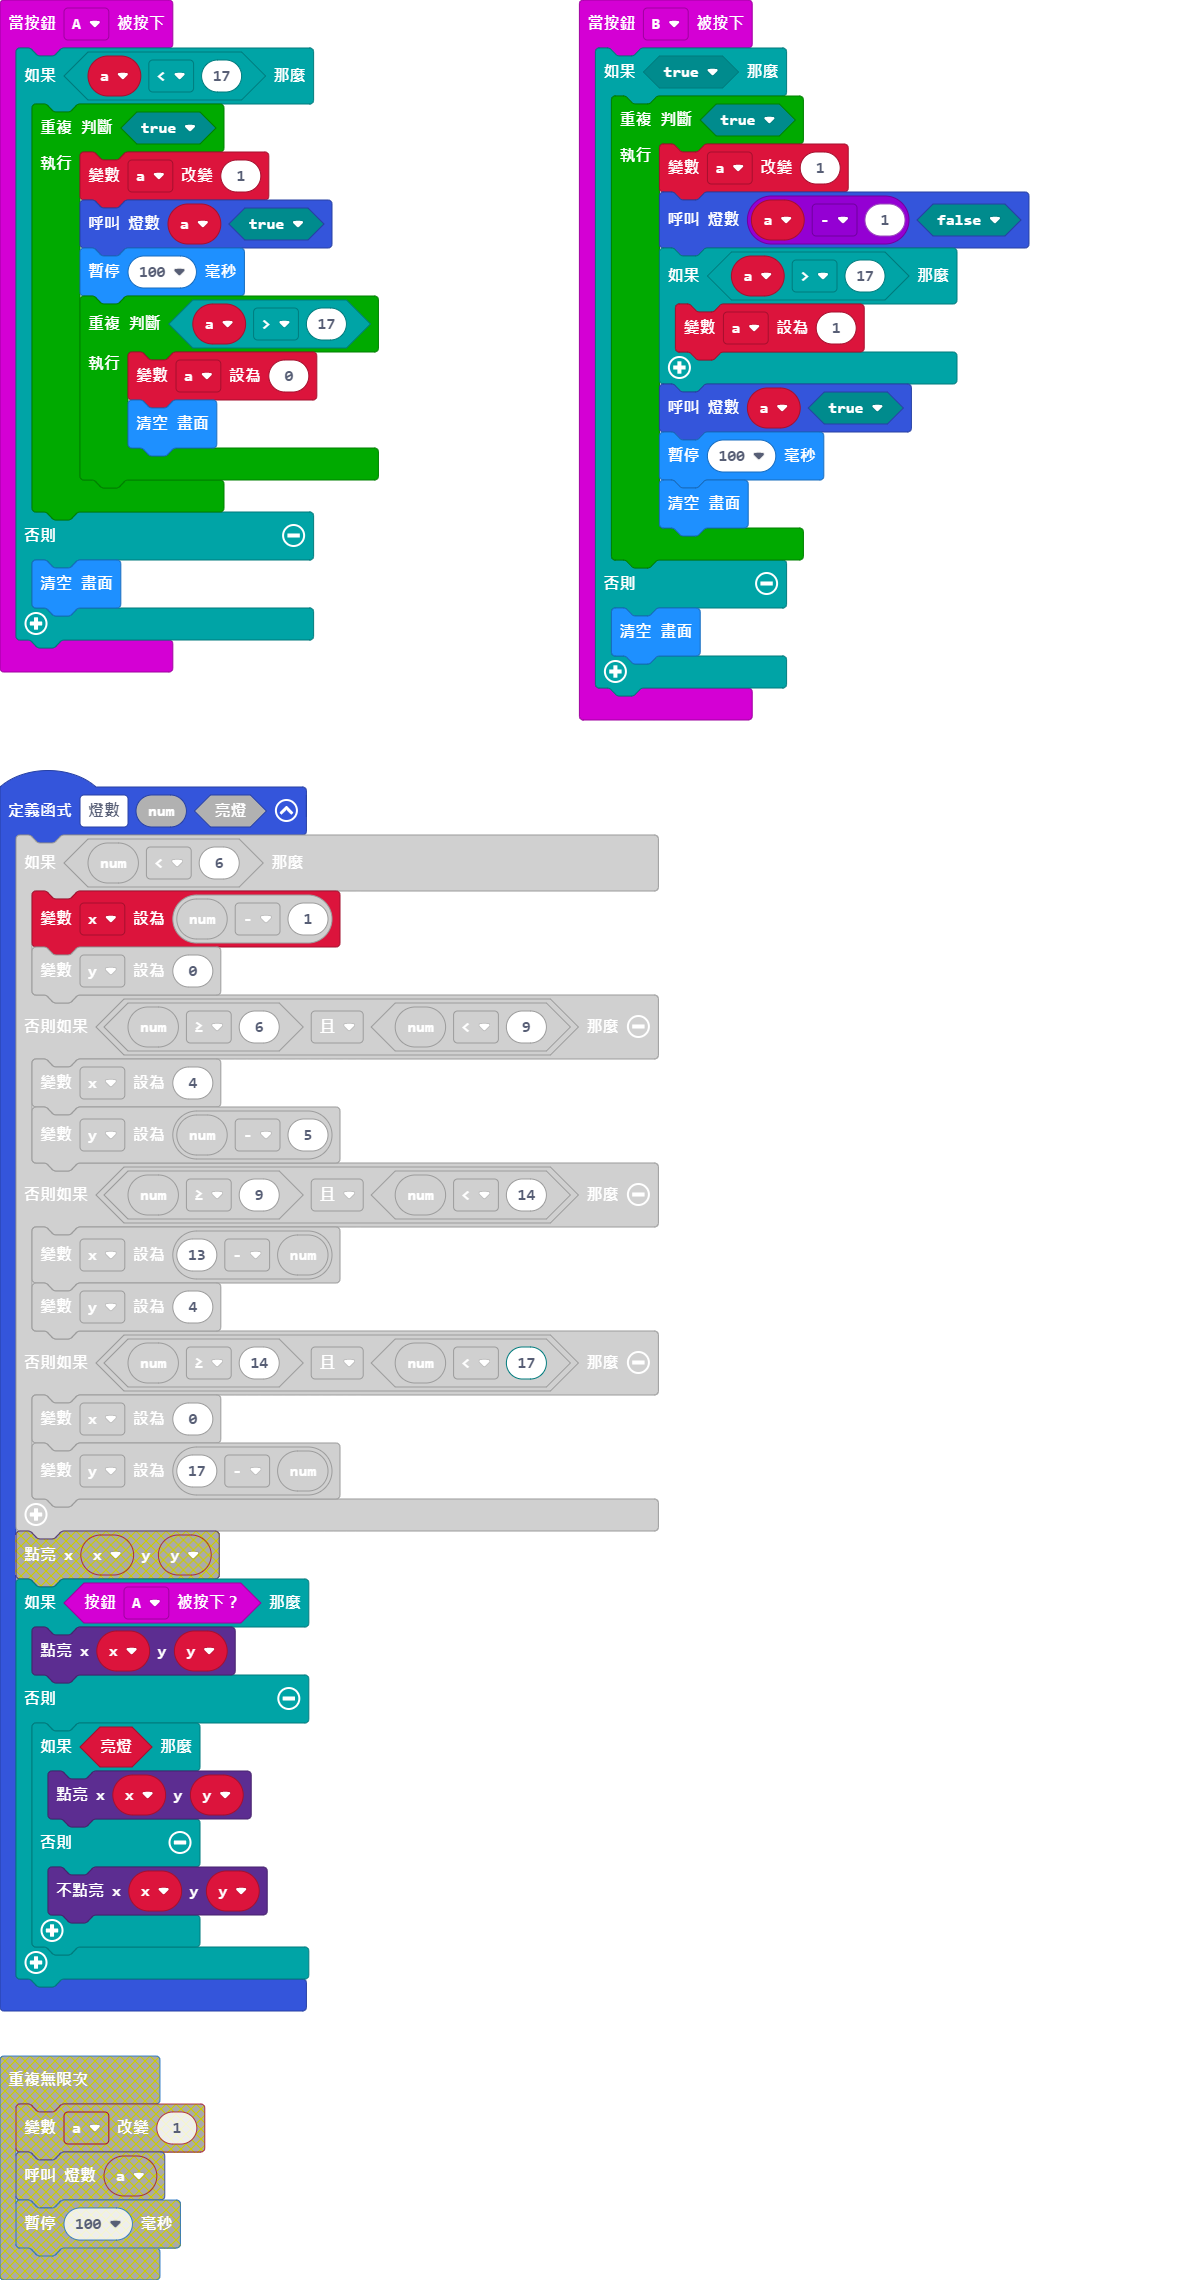 當按鈕 A 被按下
如果 a < 17 那麼
重複 判斷 true
執行
變數 a 改變 1
呼叫 燈數 a true
暫停 100 毫秒
重複 判斷 a > 17
執行
變數 a 設為 0
清空 畫面
否則
清空 畫面
當按鈕 B 被按下
如果 true 那麼
重複 判斷 true
執行
變數 a 改變 1
呼叫 燈數 a - 1 false
如果 a > 17 那麼
變數 a 設為 1
呼叫 燈數 a true
暫停 100 毫秒
清空 畫面
否則
清空 畫面
定義函式 燈數 num 亮燈
如果 num < 6 那麼
變數 x 設為 num - 1
變數 y 設為 0
否則如果 num ≥ 6 且 num < 9 那麼
變數 x 設為 4
變數 y 設為 num - 5
否則如果 num ≥ 9 且 num < 14 那麼
變數 x 設為 13 - num
變數 y 設為 4
否則如果 num ≥ 14 且 num < 17 那麼
變數 x 設為 0
變數 y 設為 17 - num
點亮 x x y y
如果 按鈕 A 被按下？ 那麼
點亮 x x y y
否則
如果 亮燈 那麼
點亮 x x y y
否則
不點亮 x x y y
重複無限次
變數 a 改變 1
呼叫 燈數 a
暫停 100 毫秒